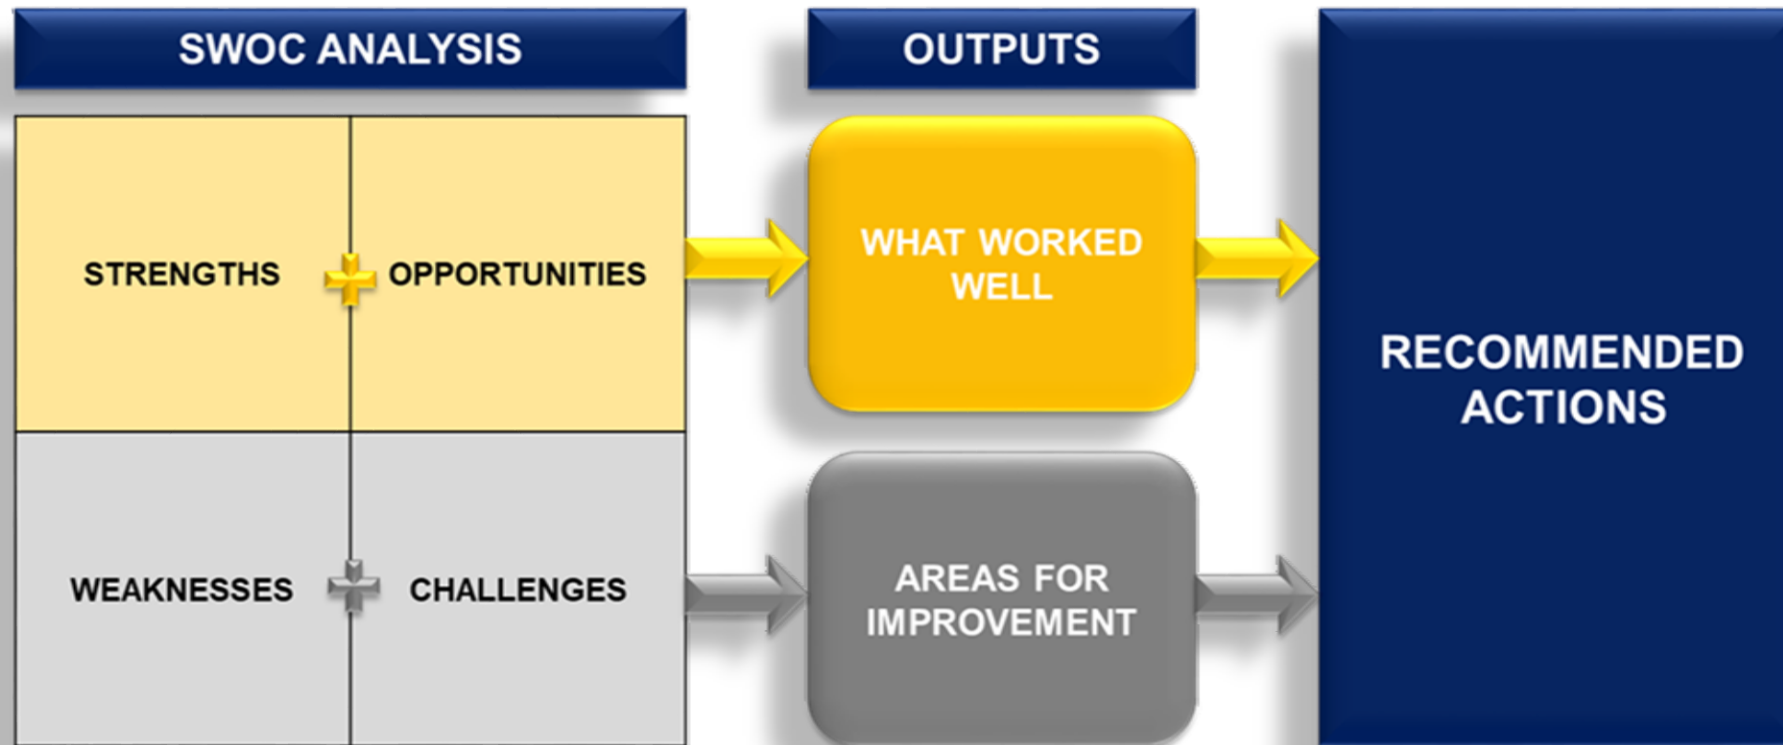 SWOC ANALYSIS
OUTPUTS
STRENGTHS
OPPORTUNITIES
WHAT WORKED
WELL
WEAKNESSES
CHALLENGES
AREAS FOR
IMPROVEMENT
RECOMMENDED
ACTIONS